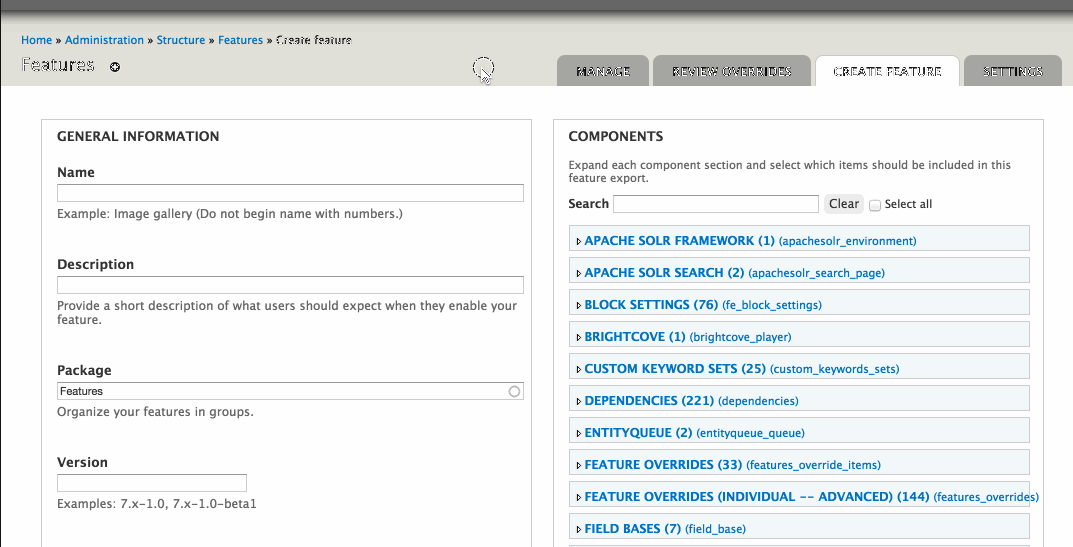 Home » Administration » Structure » Features » Create feature
Features
MANAGE
REVIEW OVERRIDES
CREATE FEATURE
SETTINGS
GENERAL INFORMATION
Name
Example: Image gallery (Do not begin name with numbers.)
Description
Provide a short description of what users should expect when they enable your
feature.
Package
Features
Organize your features in groups.
Version
Examples: 7.x-1.0, 7.x-1.0-beta1
COMPONENTS
Expand each component section and select which items should be included in this
feature export.
Search Clear Select all
APACHE SOLR FRAMEWORK (1) (apachesolr_environment)
APACHE SOLR SEARCH (2) (apachesolr_search_page)
BLOCK SETTINGS (76) (fe_block_settings)
BRIGHTCOVE (1) (brightcove_player)
CUSTOM KEYWORD SETS (25) (custom_keywords_sets)
DEPENDENCIES (221) (dependencies)
ENTITYQUEUE (2) (entityqueue_queue)
FEATURE OVERRIDES (33) (features_override_items)
FEATURE OVERRIDES (INDIVIDUAL -- ADVANCED) (144) (features_overrides)
FIELD BASES (7) (field_base)